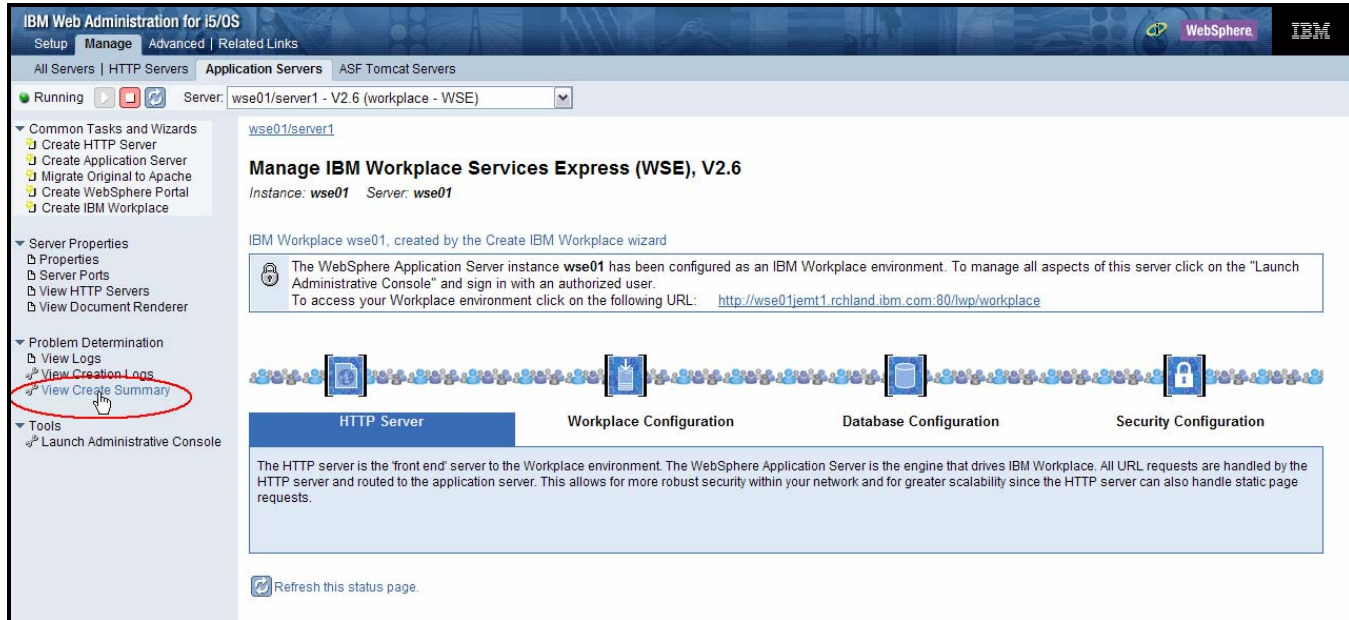 IBM Web Administration for i5/OS
Setup Manage Advanced | Related Links
WebSphere.
IBM
All Servers | HTTP Servers Application Servers ASF Tomcat Servers
Running Server: wse01/server1 - V2.6 (workplace - WSE)
Common Tasks and Wizards
Create HTTP Server
Create Application Server
Migrate Original to Apache
Create WebSphere Portal
Create IBM Workplace
Server Properties
Properties
Server Ports
View HTTP Servers
View Document Renderer
Problem Determination
View Logs
View Creation Logs
View Create Summary
Tools
Launch Administrative Console
wse01/server1
Manage IBM Workplace Services Express (WSE), V2.6
Instance: wse01 Server: wse01
IBM Workplace wse01, created by the Create IBM Workplace wizard
The WebSphere Application Server instance wse01 has been configured as an IBM Workplace environment. To manage all aspects of this server click on the "Launch
Administrative Console" and sign in with an authorized user.
To access your Workplace environment click on the following URL: http://wse01jemt1.rchland.ibm.com:80/lwp/workplace
HTTP Server Workplace Configuration Database Configuration Security Configuration
The HTTP server is the 'front end' server to the Workplace environment. The WebSphere Application Server is the engine that drives IBM Workplace. All URL requests are handled by the
HTTP server and routed to the application server. This allows for more robust security within your network and for greater scalability since the HTTP server can also handle static page
requests.
Refresh this status page.